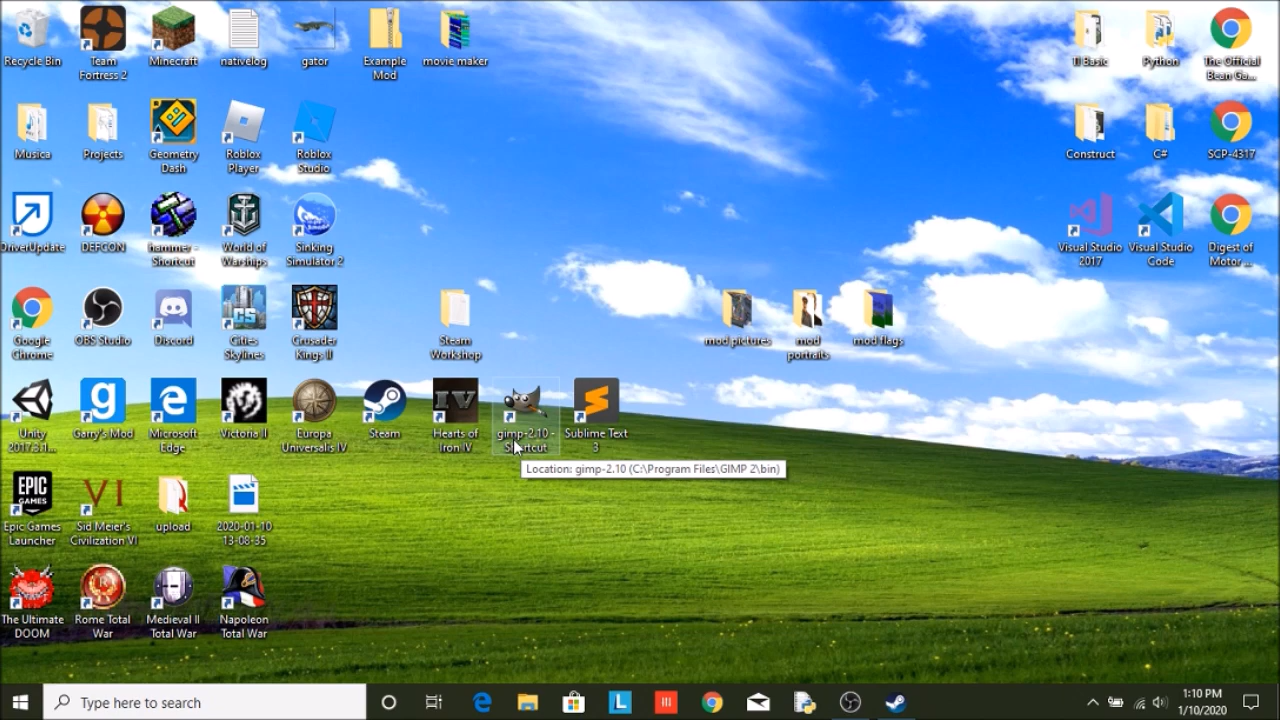 Recycle Bin
Team
Fortress 2
Minecraft
nativelog
gator
Example
Mod
movie maker
TI Basic
Python
The Official
Bean Ga...
Musica
Projects
Geometry
Dash
Roblox
Player
Roblox
Studio
Construct
C#
SCP-4317
DriverUpdate
DEFCON
hammer -
Shortcut
World of
Warships
Sinking
Simulator 2
Visual Studio
2017
Visual Studio
Code
Digest of
Motor ...
Google
Chrome
OBS Studio
Discord
CS
Cities
Skylines
Crusader
Kings II
Steam
Workshop
mod pictures
mod
portraits
mod flags
Unity
2017.3.1...
g
Garry's Mod
Microsoft
Edge
Victoria II
Europa
Universalis IV
Steam
IV
Hearts of
Iron IV
gimp-2.10 -
Shortcut
Sublime Text
3
Location: gimp-2.10 (C:\Program Files\GIMP 2\bin)
EPIC
GAMES
Epic Games
Launcher
VI
Sid Meier's
Civilization VI
upload
2020-01-10
13-08-35
The Ultimate
DOOM
R
Rome Total
War
Medieval II
Total War
Napoleon
Total War
Type here to search
L
1:10 PM
1/10/2020